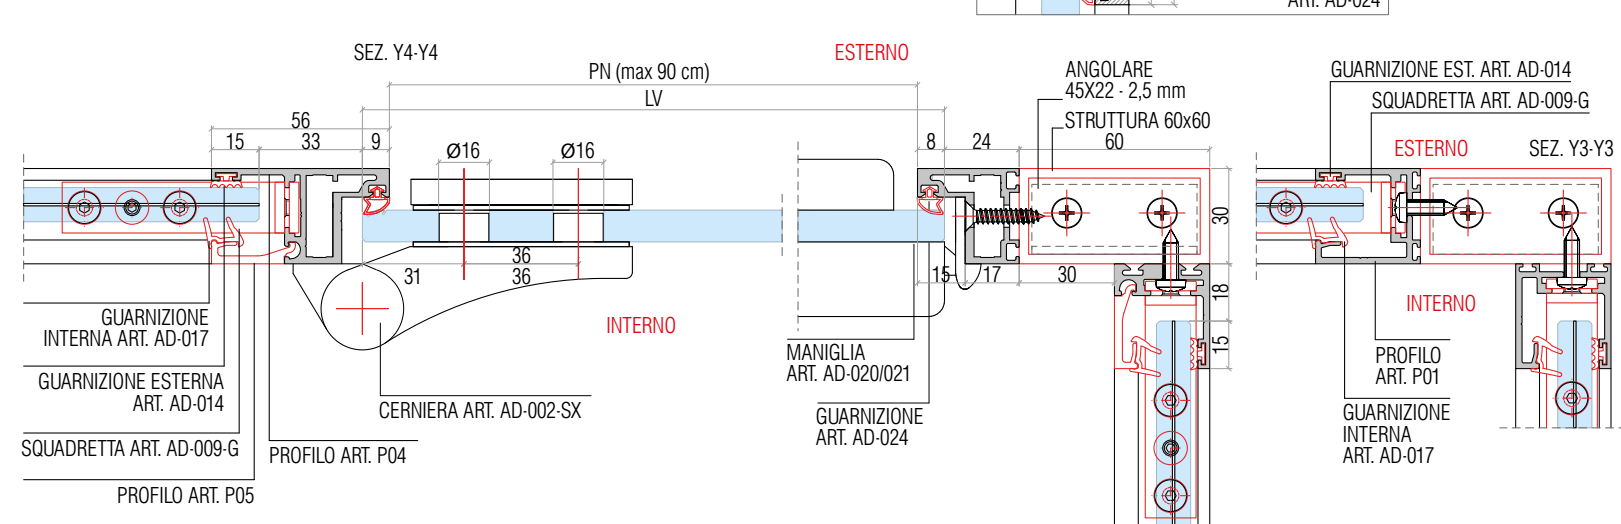 ART. AD-024
SEZ. Y4-Y4
ESTERNO
PN (max 90 cm)
LV
56
15
33
9
Ø16
Ø16
8
24
60
ANGOLARE
45X22 - 2,5 mm
STRUTTURA 60x60
GUARNIZIONE EST. ART. AD-014
SQUADRETTA ART. AD-009-G
ESTERNO
SEZ. Y3-Y3
30
36
31
36
15
17
30
18
15
INTERNO
INTERNO
GUARNIZIONE
INTERNA ART. AD-017
GUARNIZIONE ESTERNA
ART. AD-014
SQUADRETTA ART. AD-009-G
PROFILO ART. P04
PROFILO ART. P05
CERNIERA ART. AD-002-SX
MANIGLIA
ART. AD-020/021
GUARNIZIONE
ART. AD-024
PROFILO
ART. P01
GUARNIZIONE
INTERNA
ART. AD-017